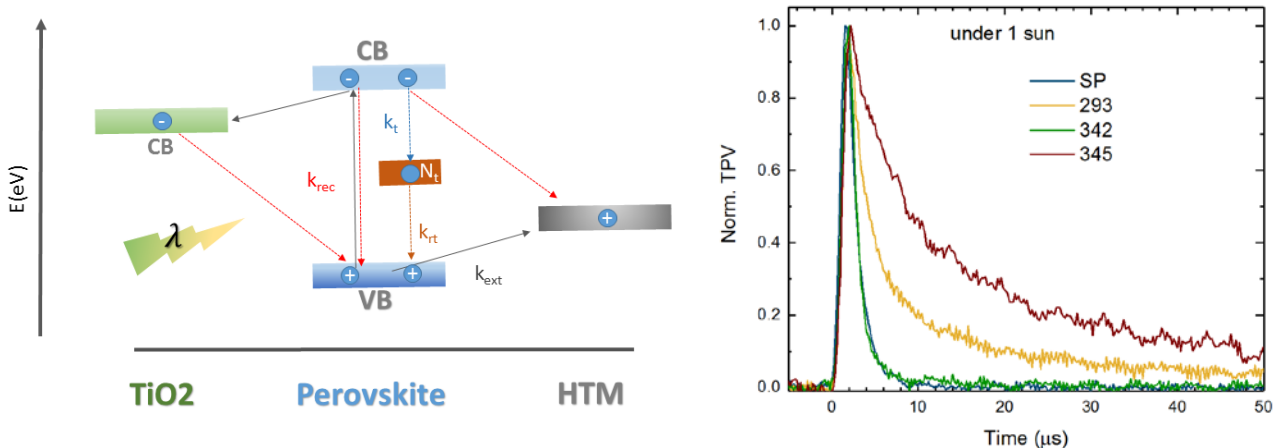 E(eV)
CB
-
-
-
CB
k_t
N_t
k_rec
k_rt
λ
+
+
+
k_ext
VB
TiO2
Perovskite
HTM
under 1 sun
SP
293
342
345
Norm. TPV
1.0
0.8
0.6
0.4
0.2
0.0
0
10
20
30
40
50
Time (μs)